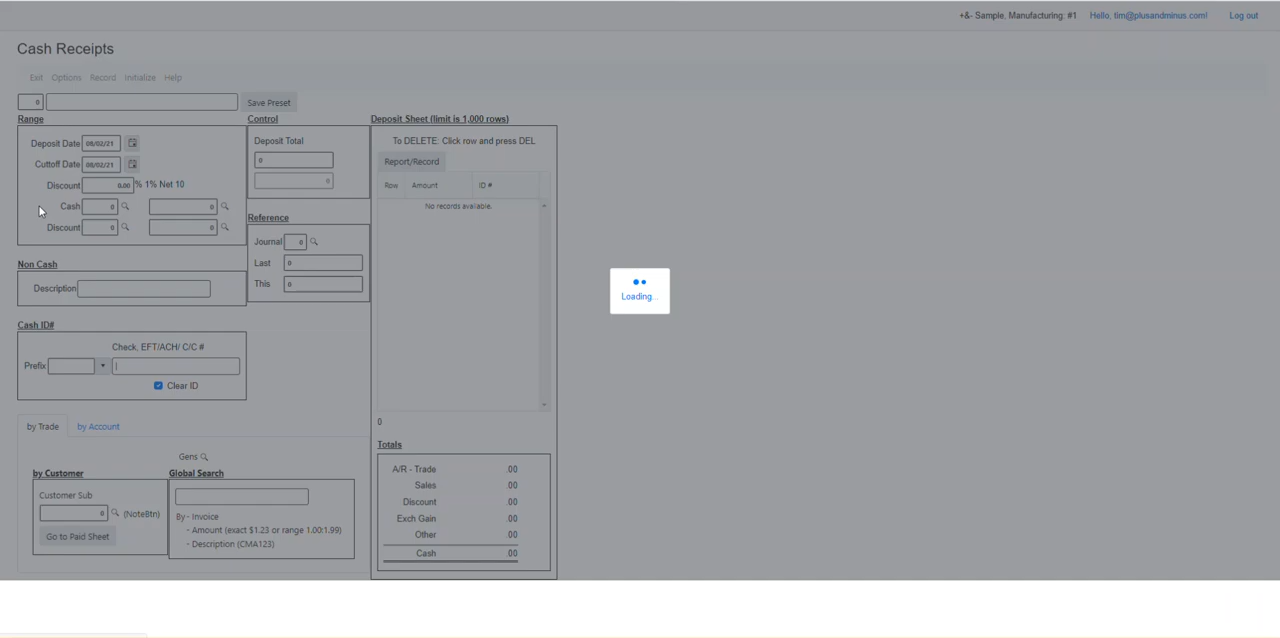 +&- Sample, Manufacturing: #1 Hello, tim@plusandminus.com! Log out
Cash Receipts
Exit Options Record Initialize Help
0 Save Preset
Range
Deposit Date 08/02/21
Cuttoff Date 08/02/21
Discount 0.00 % 1% Net 10
Cash 0 0
Discount 0 0
Non Cash
Description
Cash ID#
Check, EFT/ACH/ C/C #
Prefix
Clear ID
Control
Deposit Total
0
0
Reference
Journal 0
Last 0
This 0
Deposit Sheet (limit is 1,000 rows)
To DELETE: Click row and press DEL
Report/Record
Row Amount ID #
No records available.
0
Totals
A/R - Trade .00
Sales .00
Discount .00
Exch Gain .00
Other .00
Cash .00
Loading...
by Trade by Account
Gens
by Customer
Customer Sub
0 (NoteBtn)
Go to Paid Sheet
Global Search
By - Invoice
- Amount (exact $1.23 or range 1.00:1.99)
- Description (CMA123)